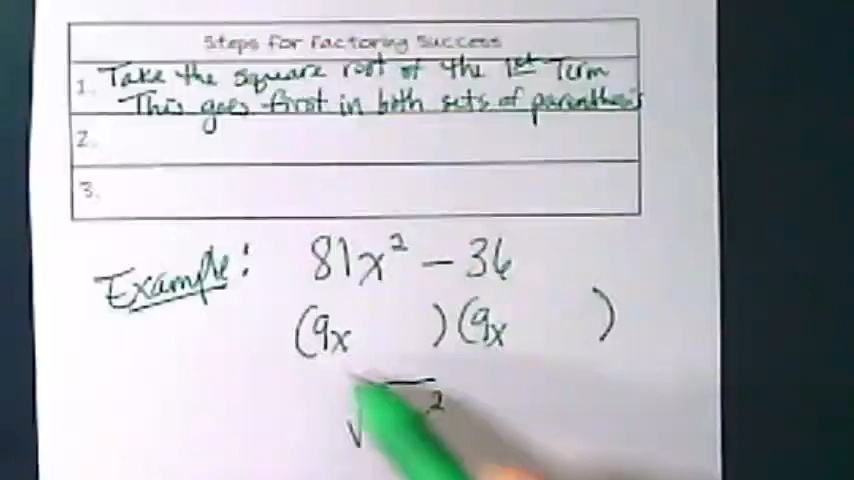 Steps for Factoring Success
1. Take the square root of the 1st Term
This goes first in both sets of parenthesis
2.
3.
Example: 81x² - 36
(9x )(9x )
√ ²